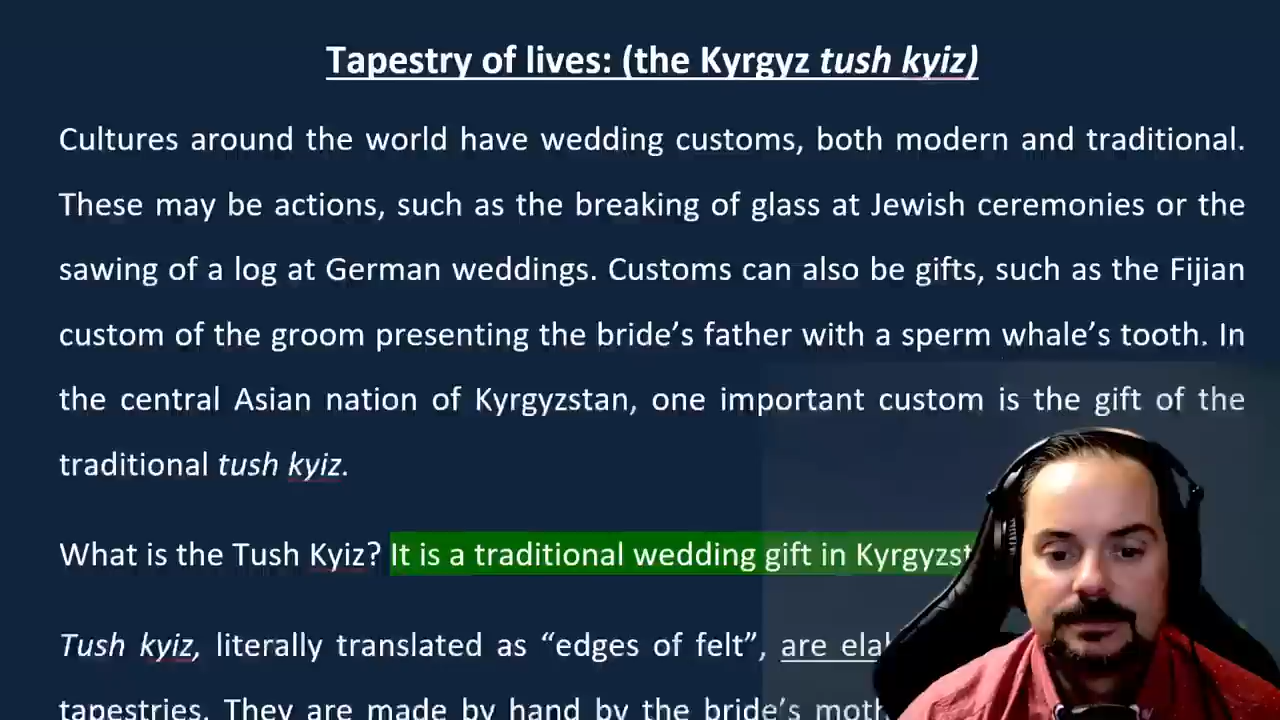 Tapestry of lives: (the Kyrgyz tush kyiz)
Cultures around the world have wedding customs, both modern and traditional.
These may be actions, such as the breaking of glass at Jewish ceremonies or the
sawing of a log at German weddings. Customs can also be gifts, such as the Fijian
custom of the groom presenting the bride’s father with a sperm whale’s tooth. In
the central Asian nation of Kyrgyzstan, one important custom is the gift of the
traditional tush kyiz.
What is the Tush Kyiz? It is a traditional wedding gift in
Tush kyiz, literally translated as “edges of felt”, are
tapestries. They are made by hand by the bride’s